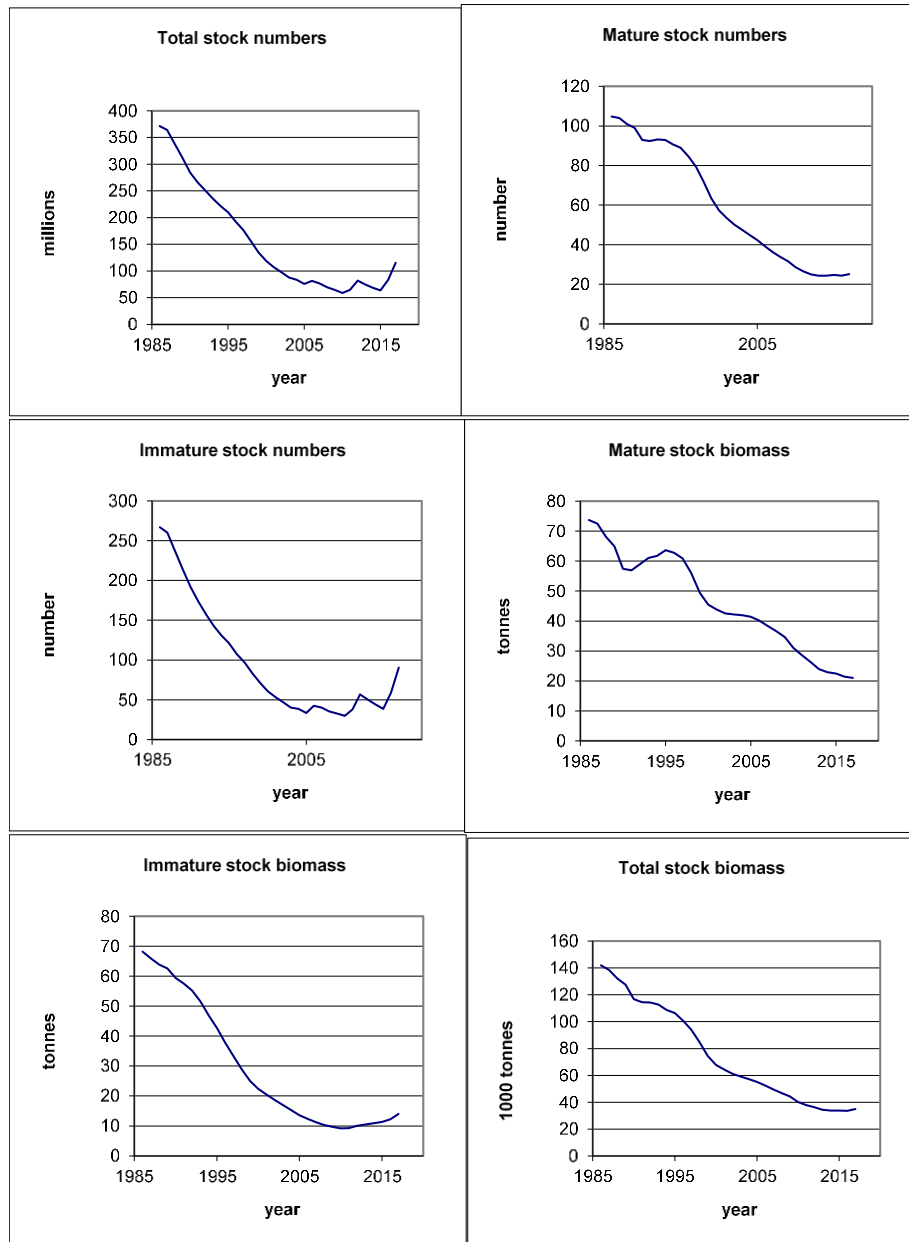 Total stock numbers
millions
400
350
300
250
200
150
100
50
0
1985 1995 2005 2015
year
Mature stock numbers
number
120
100
80
60
40
20
0
1985 2005
year
Immature stock numbers
number
300
250
200
150
100
50
0
1985 2005
year
Mature stock biomass
tonnes
80
70
60
50
40
30
20
10
0
1985 1995 2005 2015
year
Immature stock biomass
tonnes
80
70
60
50
40
30
20
10
0
1985 1995 2005 2015
year
Total stock biomass
1000 tonnes
160
140
120
100
80
60
40
20
0
1985 1995 2005 2015
year